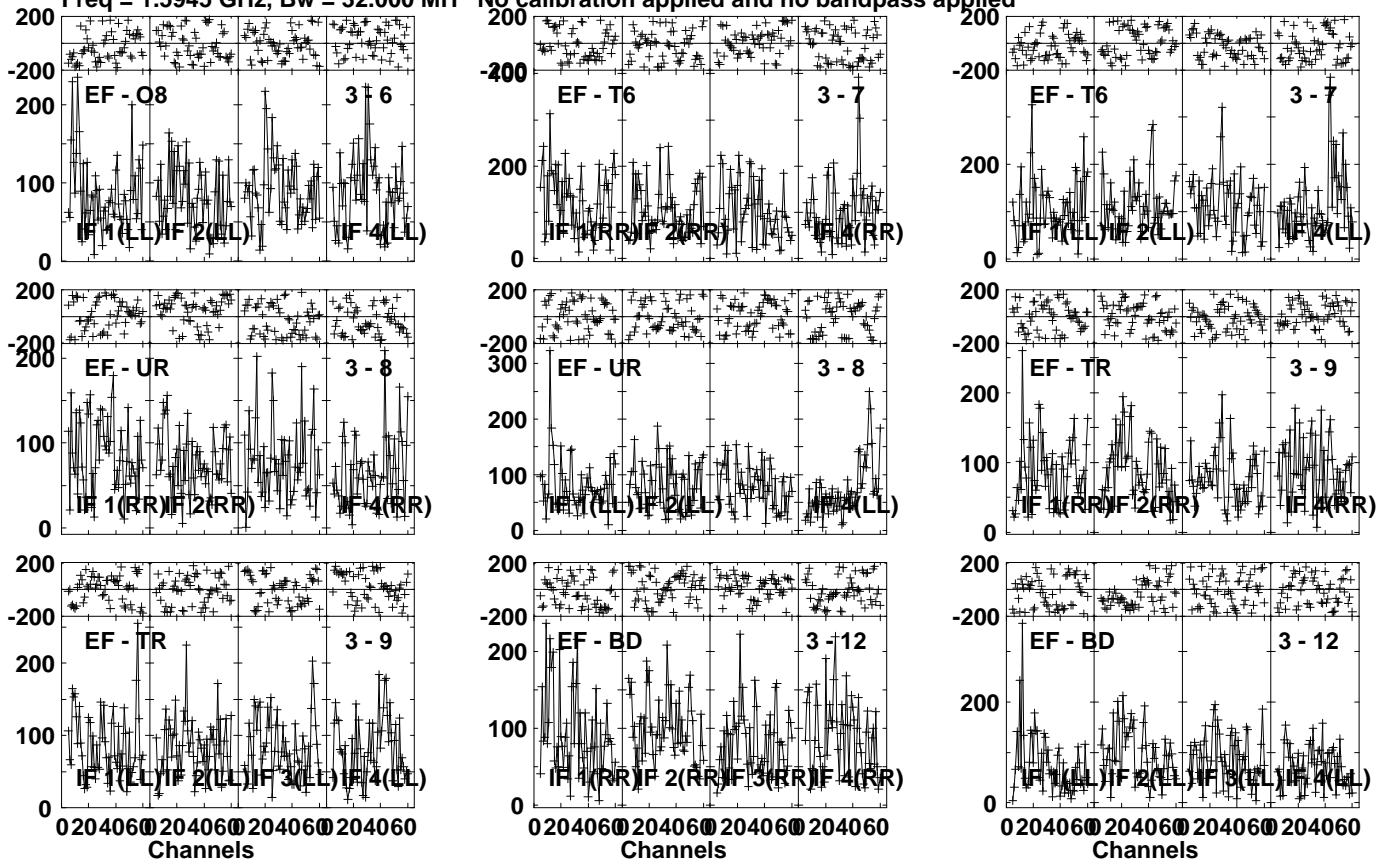 Freq = 1.5945 GHz, Bw = 32.000 MH No calibration applied and no bandpass applied
200 200 200
-200 -200 -200
EF - O8 3 - 6
200
100
0
IF 1(LL) IF 2(LL) IF 4(LL)
EF - T6 3 - 7
400
200
0
IF 1(RR) IF 2(RR) IF 4(RR)
EF - T6 3 - 7
200
0
IF 1(LL) IF 2(LL) IF 4(LL)
200 200 200
-200 -200 -200
EF - UR 3 - 8
200
100
0
IF 1(RR) IF 2(RR) IF 4(RR)
EF - UR 3 - 8
300
200
100
0
IF 1(LL) IF 2(LL) IF 4(LL)
EF - TR 3 - 9
200
100
0
IF 1(RR) IF 2(RR) IF 4(RR)
200 200 200
-200 -200 -200
EF - TR 3 - 9
200
100
0
IF 1(LL) IF 2(LL) IF 3(LL) IF 4(LL)
EF - BD 3 - 12
200
100
0
IF 1(RR) IF 2(RR) IF 3(RR) IF 4(RR)
EF - BD 3 - 12
200
0
IF 1(LL) IF 2(LL) IF 3(LL) IF 4(LL)
0 20 40 60 0 20 40 60 0 20 40 60 0 20 40 60
Channels
0 20 40 60 0 20 40 60 0 20 40 60 0 20 40 60
Channels
0 20 40 60 0 20 40 60 0 20 40 60 0 20 40 60
Channels